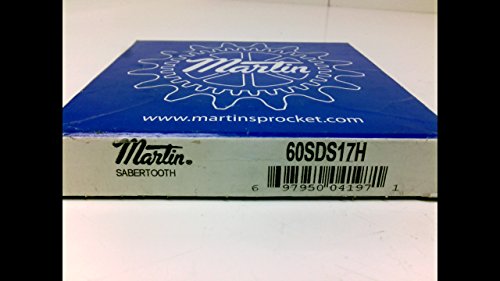 Martin
www.martinsprocket.com
Martin®
SABERTOOTH
60SDS17H
6 97950 04197 1